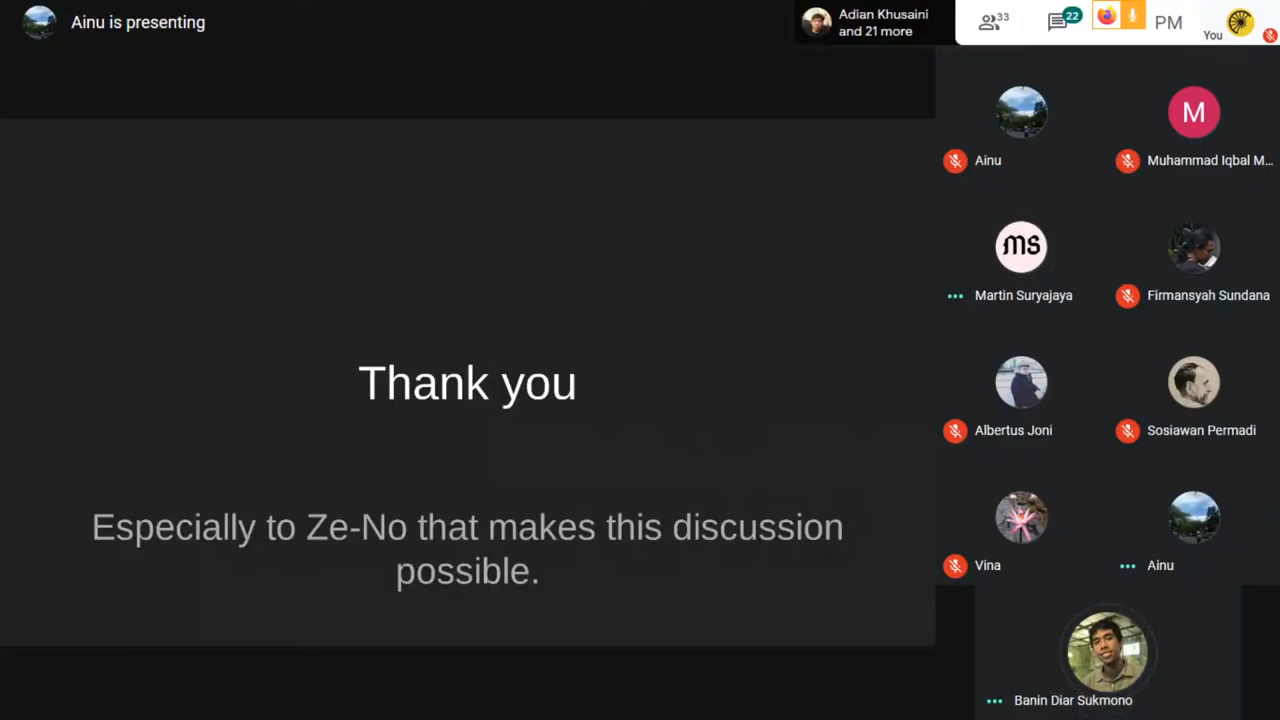 Ainu is presenting
Adian Khusaini
and 21 more
33
22
PM
You
Ainu
M
Muhammad Iqbal M...
ms
Martin Suryajaya
Firmansyah Sundana
Albertus Joni
Sosiawan Permadi
Vina
Ainu
Banin Diar Sukmono
Thank you
Especially to Ze-No that makes this discussion
possible.